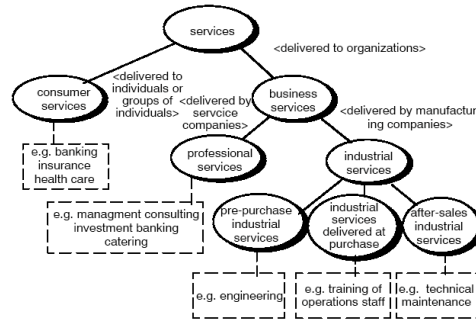 services
<delivered to organizations>
consumer
services
<delivered to
individuals or
groups of
individuals>
<delivered by
servcice
companies>
business
services
<delivered by manufactur
ing companies>
e.g. banking
insurance
health care
professional
services
industrial
services
e.g. managment consulting
investment banking
catering
pre-purchase
industrial
services
industrial
services
delivered at
purchase
after-sales
industrial
services
e.g. engineering
e.g. training of
operations staff
e.g. technical
maintenance